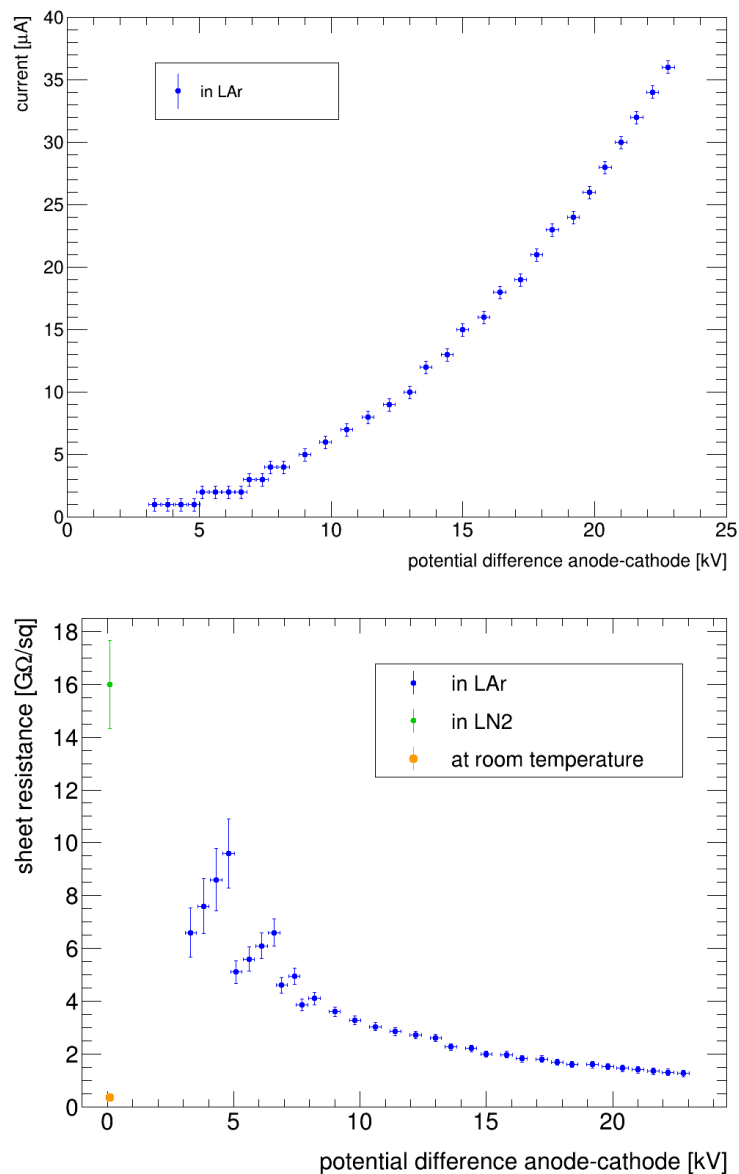 current [μA]
40
35
30
25
20
15
10
5
0
in LAr
0 5 10 15 20 25
potential difference anode-cathode [kV]
sheet resistance [GΩ/sq]
18
16
14
12
10
8
6
4
2
0
in LAr
in LN2
at room temperature
0 5 10 15 20
potential difference anode-cathode [kV]